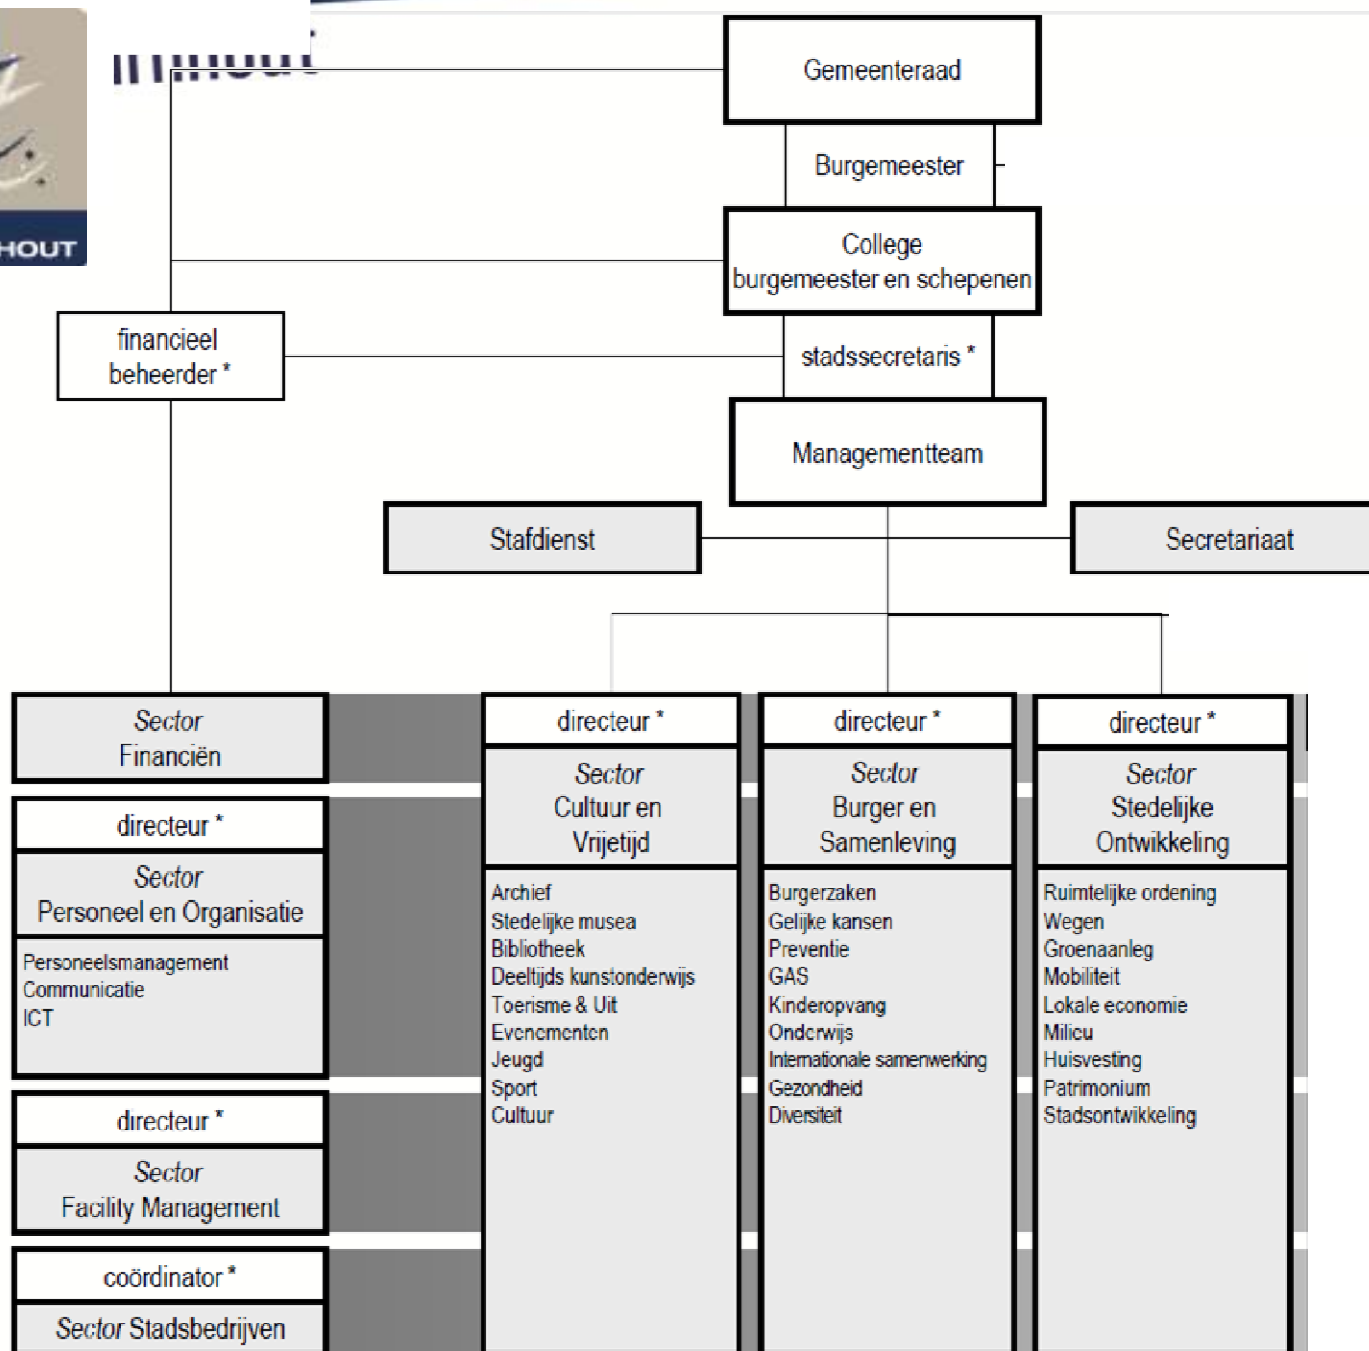 HOUT
Gemeenteraad
Burgemeester
College
burgemeester en schepenen
financieel
beheerder *
stadssecretaris *
Managementteam
Stafdienst
Secretariaat
Sector
Financiën
directeur *
Sector
Personeel en Organisatie
Personeelsmanagement
Communicatie
ICT
directeur *
Sector
Facility Management
coördinator *
Sector Stadsbedrijven
directeur *
Sector
Cultuur en
Vrijetijd
Archief
Stedelijke musea
Bibliotheek
Deeltijds kunstonderwijs
Toerisme & Uit
Evenementen
Jeugd
Sport
Cultuur
directeur *
Sector
Burger en
Samenleving
Burgerzaken
Gelijke kansen
Preventie
GAS
Kinderopvang
Onderwijs
Internationale samenwerking
Gezondheid
Diversiteit
directeur *
Sector
Stedelijke
Ontwikkeling
Ruimtelijke ordening
Wegen
Groenaanleg
Mobiliteit
Lokale economie
Milieu
Huisvesting
Patrimonium
Stadsontwikkeling